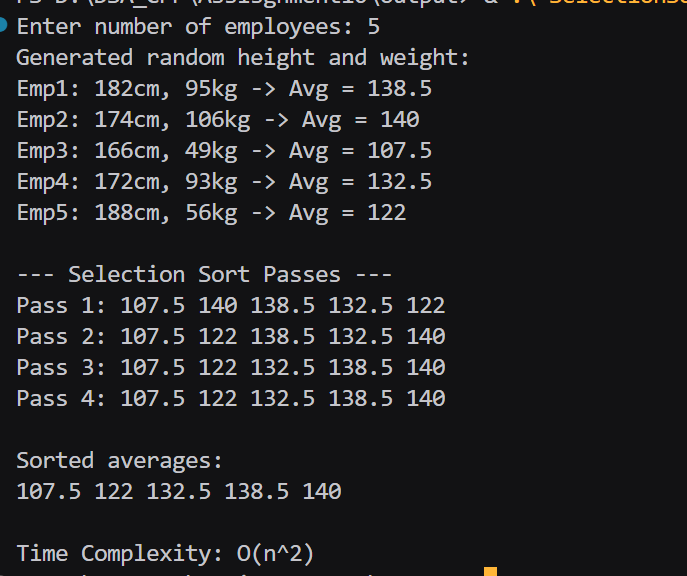 Enter number of employees: 5
Generated random height and weight:
Emp1: 182cm, 95kg -> Avg = 138.5
Emp2: 174cm, 106kg -> Avg = 140
Emp3: 166cm, 49kg -> Avg = 107.5
Emp4: 172cm, 93kg -> Avg = 132.5
Emp5: 188cm, 56kg -> Avg = 122

--- Selection Sort Passes ---
Pass 1: 107.5 140 138.5 132.5 122
Pass 2: 107.5 122 138.5 132.5 140
Pass 3: 107.5 122 132.5 138.5 140
Pass 4: 107.5 122 132.5 138.5 140

Sorted averages:
107.5 122 132.5 138.5 140

Time Complexity: O(n^2)